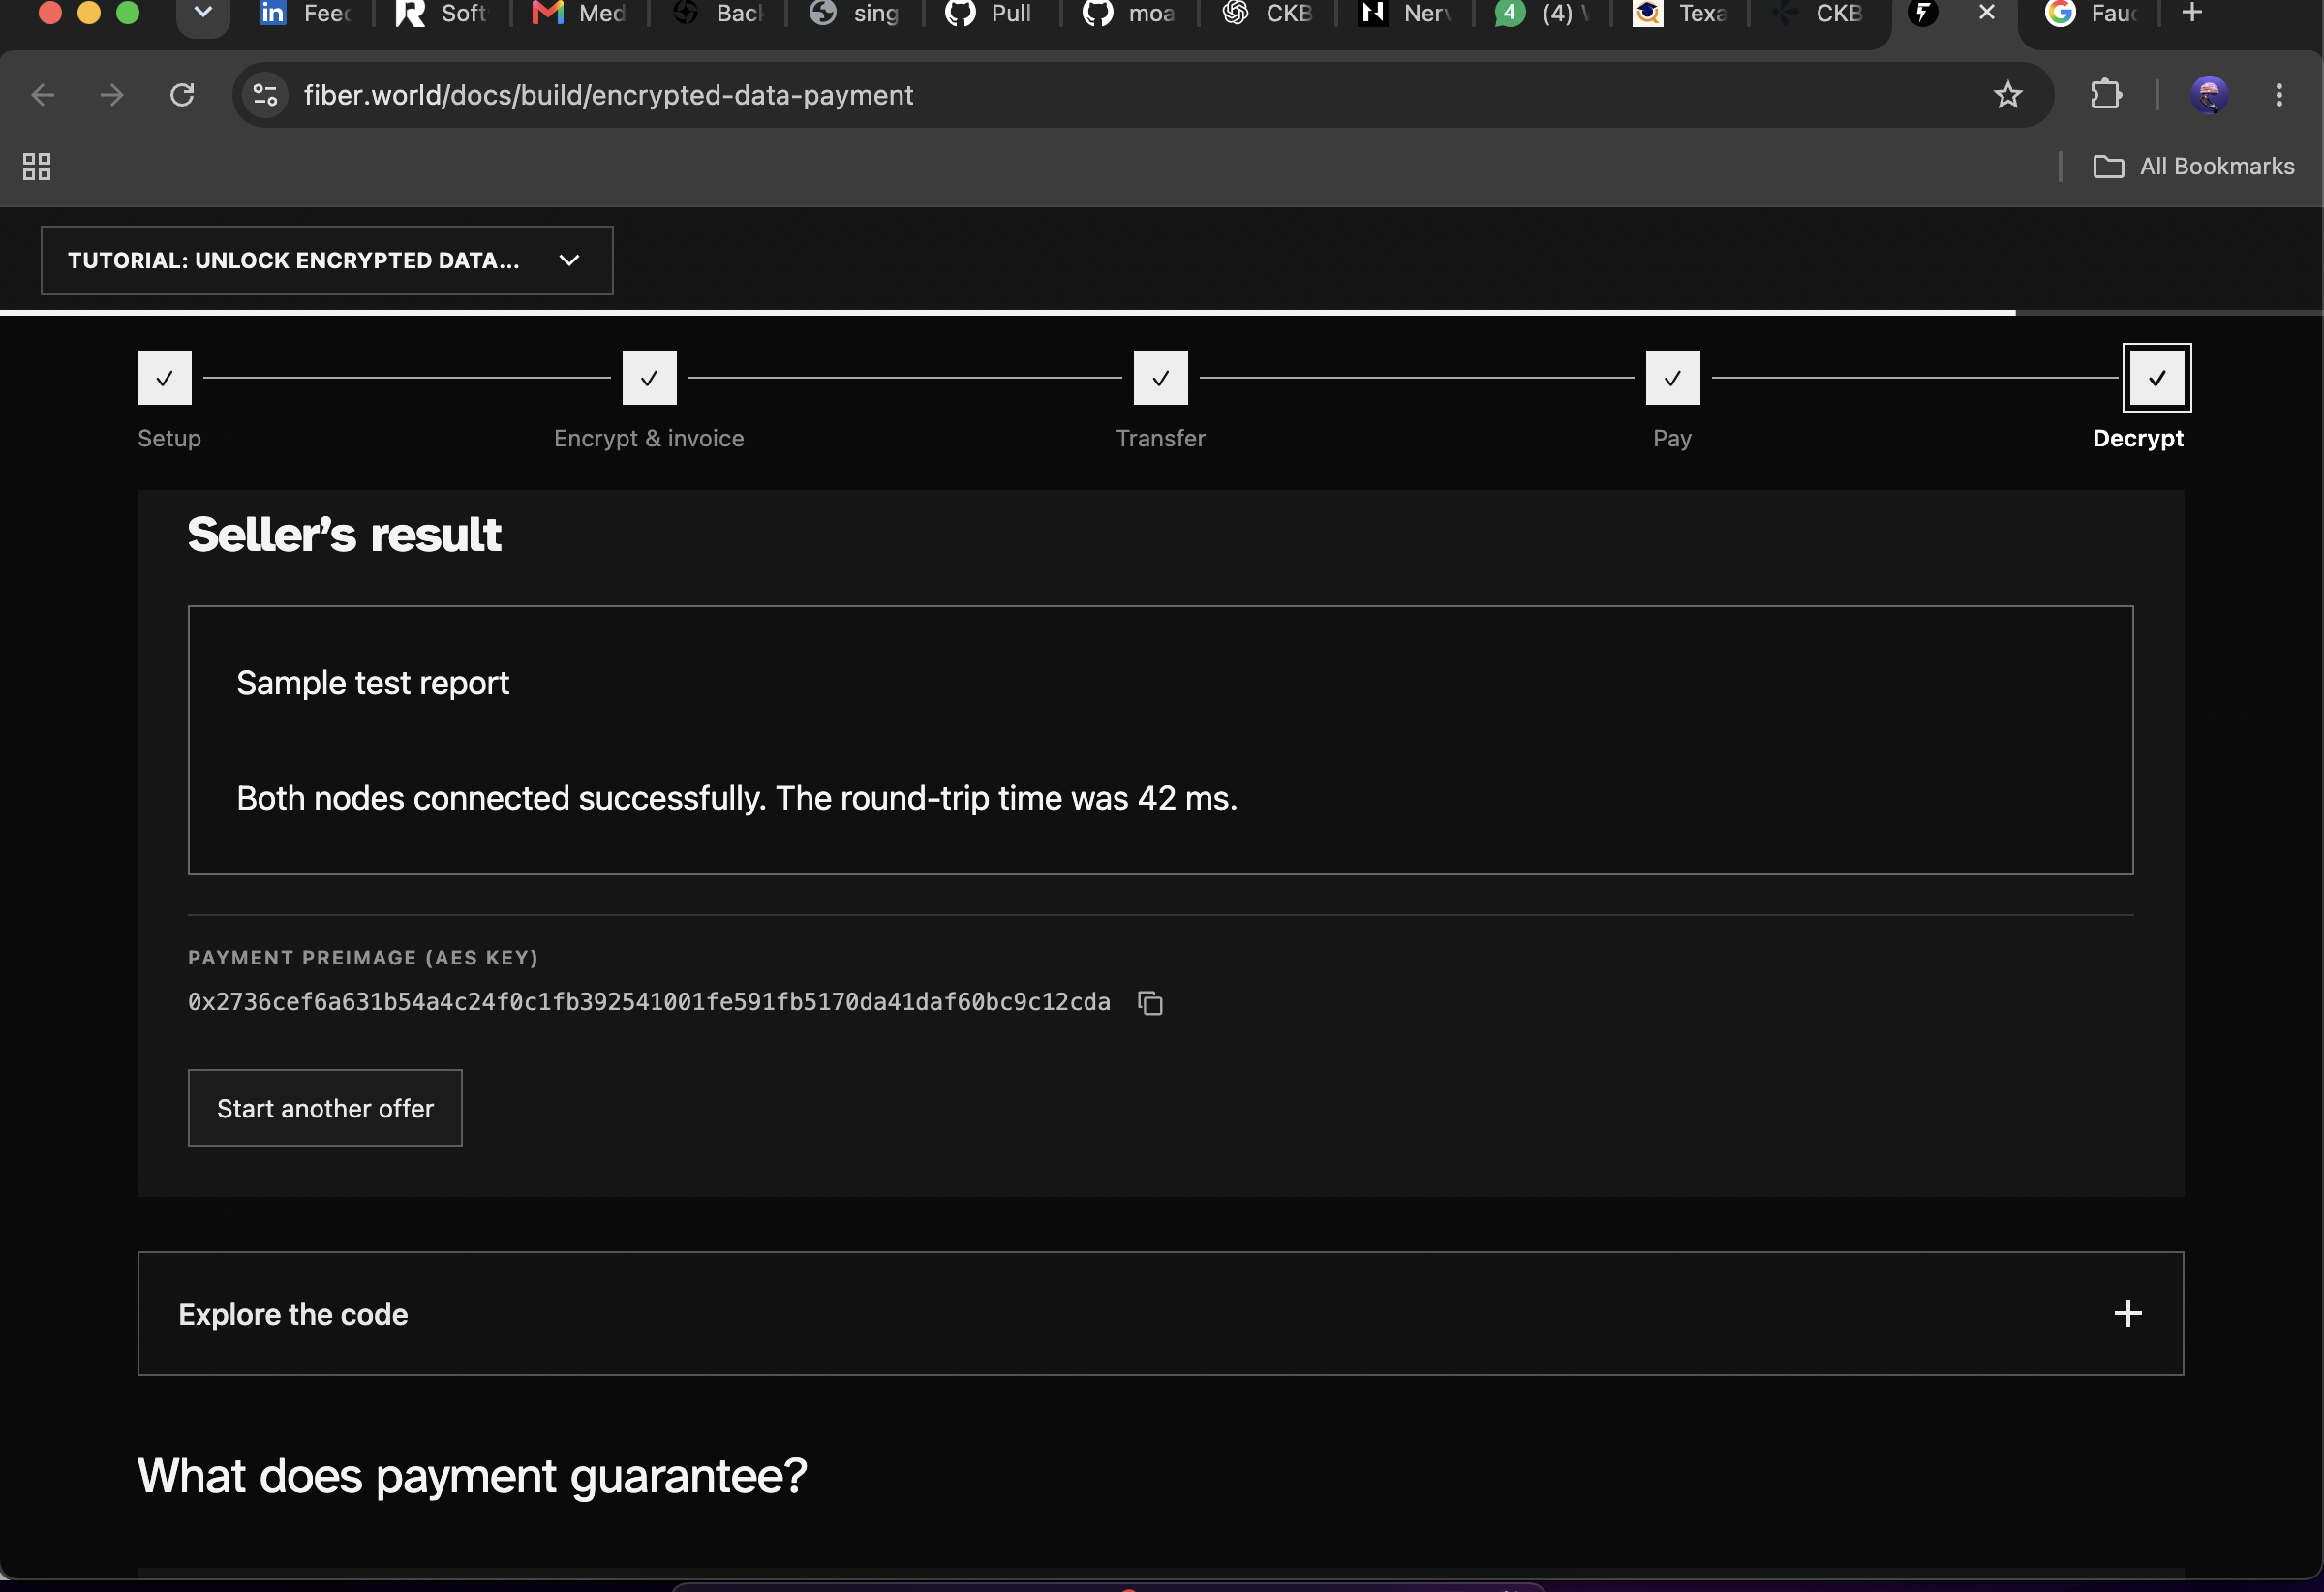 Feed
Soft
Med
Back
sing
Pull
moa
CKB
Nerv
4
(4)
Texa
CKB
Fauc
fiber.world/docs/build/encrypted-data-payment
All Bookmarks
TUTORIAL: UNLOCK ENCRYPTED DATA...
Setup
Encrypt & invoice
Transfer
Pay
Decrypt
Seller’s result
Sample test report
Both nodes connected successfully. The round-trip time was 42 ms.
PAYMENT PREIMAGE (AES KEY)
0x2736cef6a631b54a4c24f0c1fb392541001fe591fb5170da41daf60bc9c12cda
Start another offer
Explore the code
What does payment guarantee?